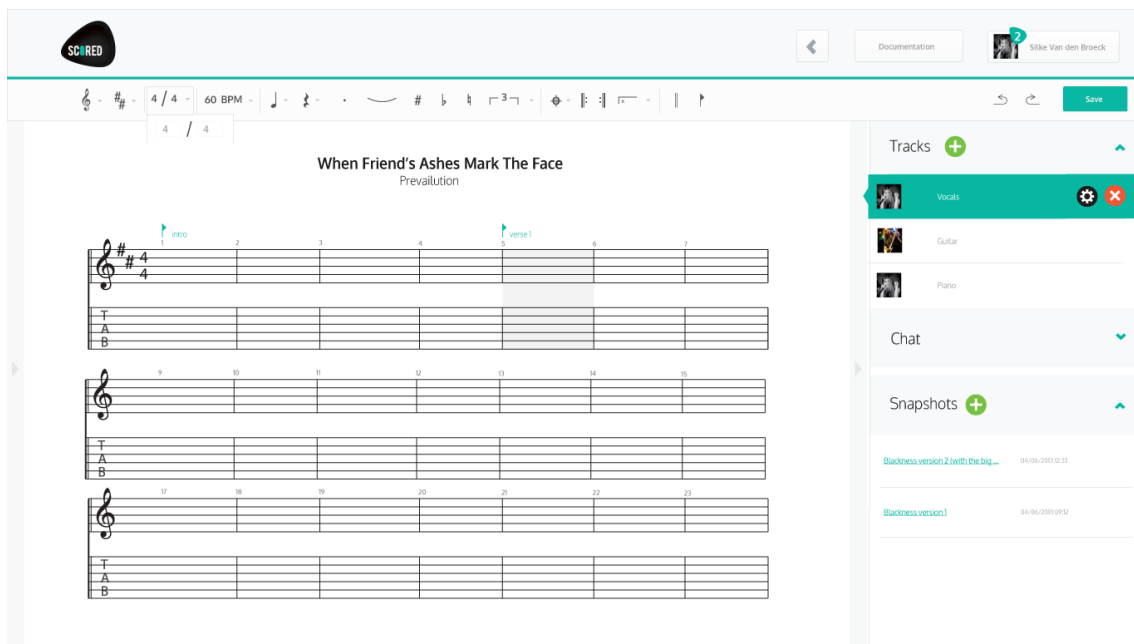 SCORED
Documentation
2
Silke Van den Broeck
4 / 4
60 BPM
3
Save
4 / 4
When Friend's Ashes Mark The Face
Prevailution
intro
verse 1
1 2 3 4 5 6 7
4
4
T
A
B
9 10 11 12 13 14 15
T
A
B
17 18 19 20 21 22 23
T
A
B
Tracks
Vocals
Guitar
Piano
Chat
Snapshots
Blackness version 2 (with the big ... 04/06/2013 12:33
Blackness version 1 04/06/2013 09:12